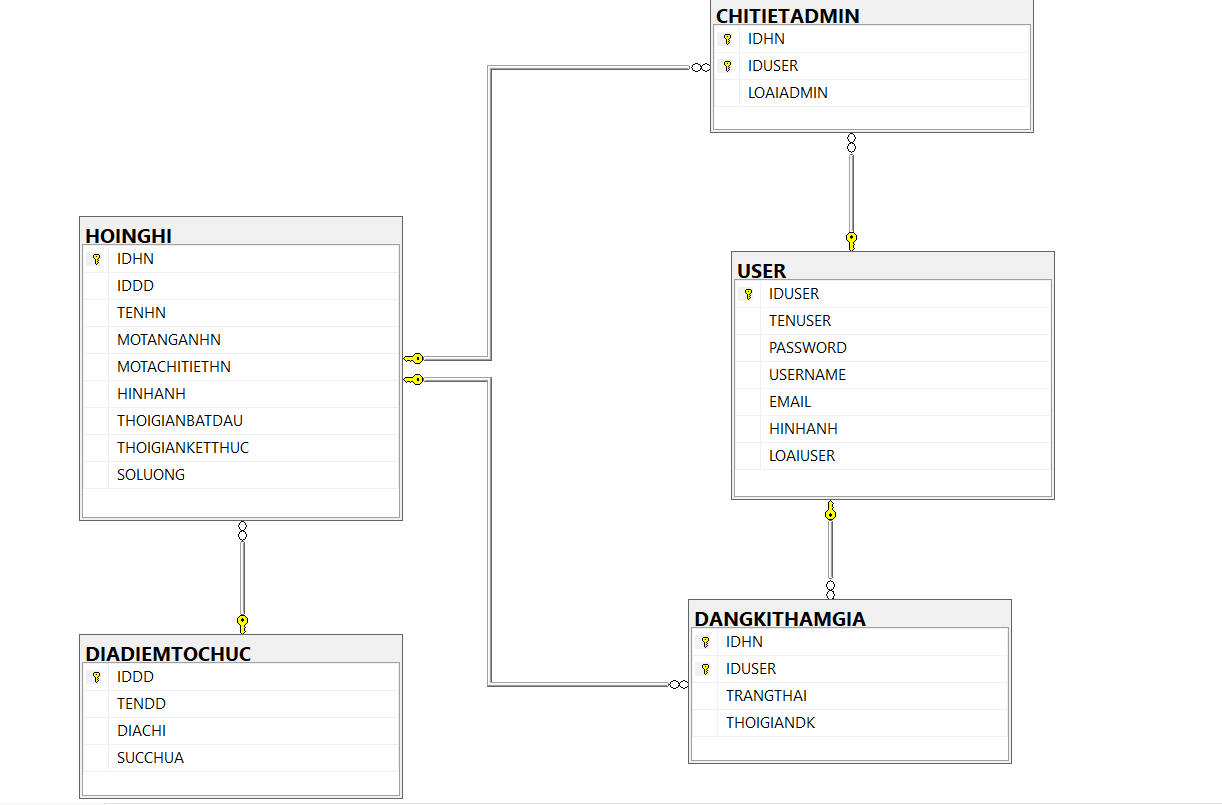 CHITIETADMIN
IDHN
IDUSER
LOAIADMIN
HOINGHI
IDHN
IDDD
TENHN
MOTANGANHN
MOTACHITIETHN
HINHANH
THOIGIANBATDAU
THOIGIANKETTHUC
SOLUONG
USER
IDUSER
TENUSER
PASSWORD
USERNAME
EMAIL
HINHANH
LOAIUSER
DIADIEMTOCHUC
IDDD
TENDD
DIACHI
SUCCHUA
DANGKITHAMGIA
IDHN
IDUSER
TRANGTHAI
THOIGIANDK